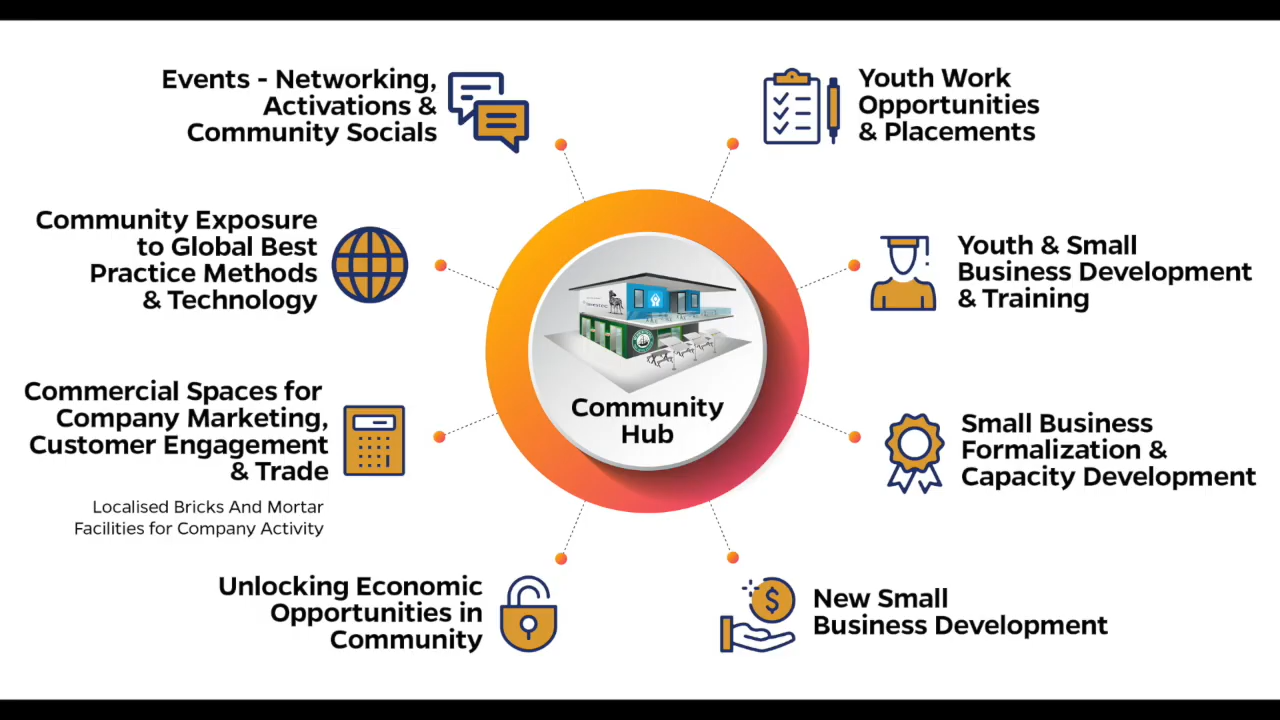 Events - Networking,
Activations &
Community Socials
Youth Work
Opportunities
& Placements
Community Exposure
to Global Best
Practice Methods
& Technology
Youth & Small
Business Development
& Training
Commercial Spaces for
Company Marketing,
Customer Engagement
& Trade
Localised Bricks And Mortar
Facilities for Company Activity
Community
Hub
Small Business
Formalization &
Capacity Development
Unlocking Economic
Opportunities in
Community
$
New Small
Business Development